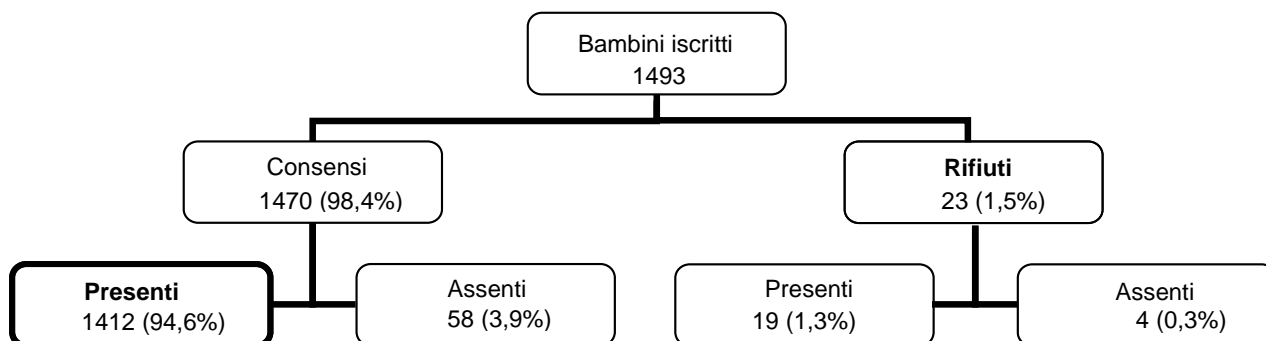 Bambini iscritti
1493
Consensi
1470 (98,4%)
Rifiuti
23 (1,5%)
Presenti
1412 (94,6%)
Assenti
58 (3,9%)
Presenti
19 (1,3%)
Assenti
4 (0,3%)